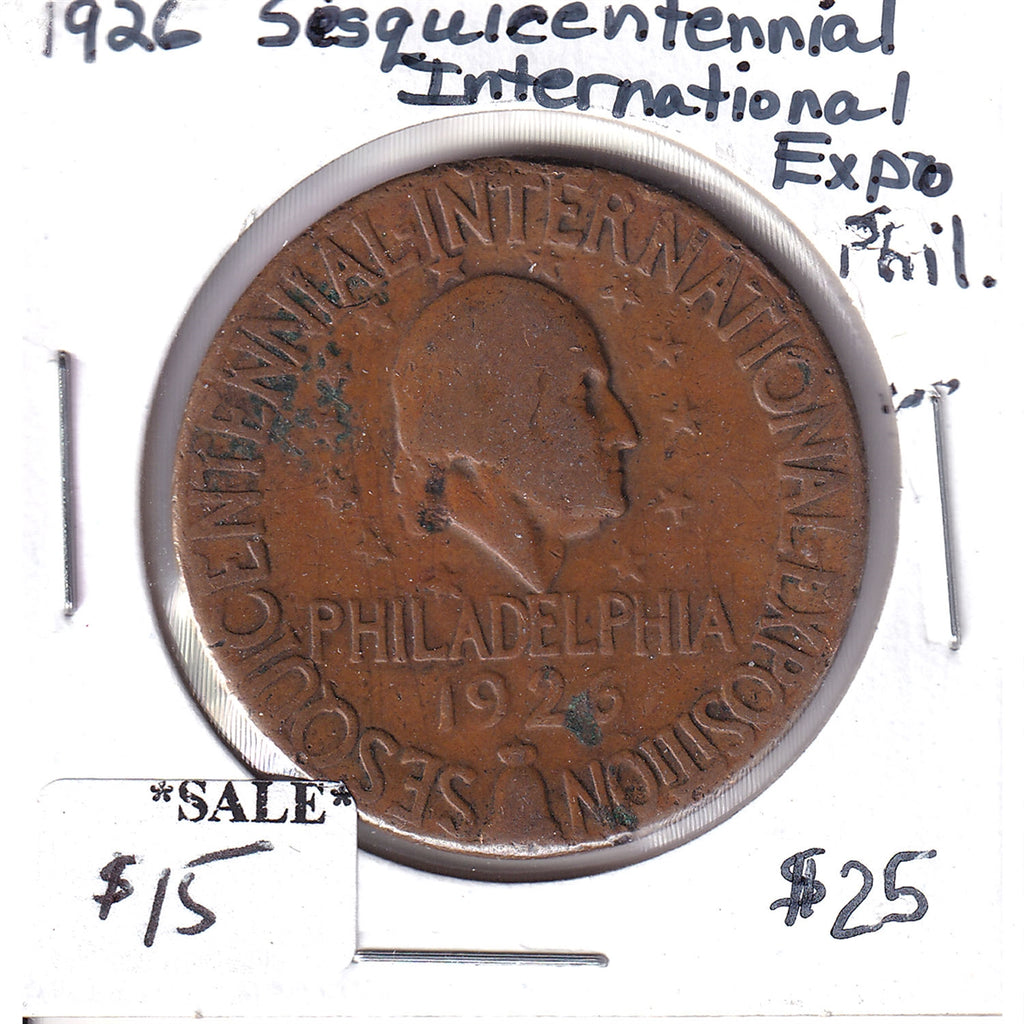 1926 Sesquicentennial
International
Expo
Phil.
SESQUICENTENNIAL INTERNATIONAL EXPOSITION
PHILADELPHIA
1926
*SALE*
$15
$25